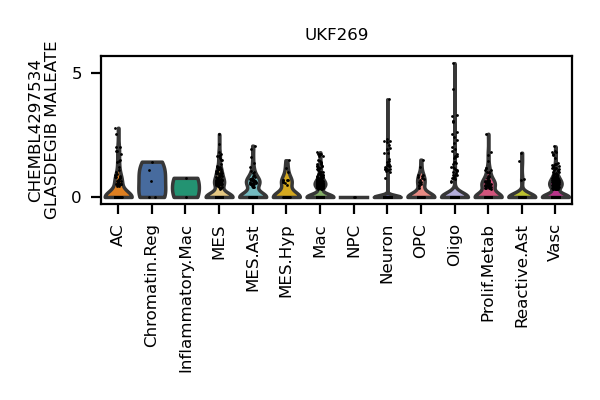 UKF269
CHEMBL4297534
GLASDEGIB MALEATE
5
0
AC
Chromatin.Reg
Inflammatory.Mac
MES
MES.Ast
MES.Hyp
Mac
NPC
Neuron
OPC
Oligo
Prolif.Metab
Reactive.Ast
Vasc